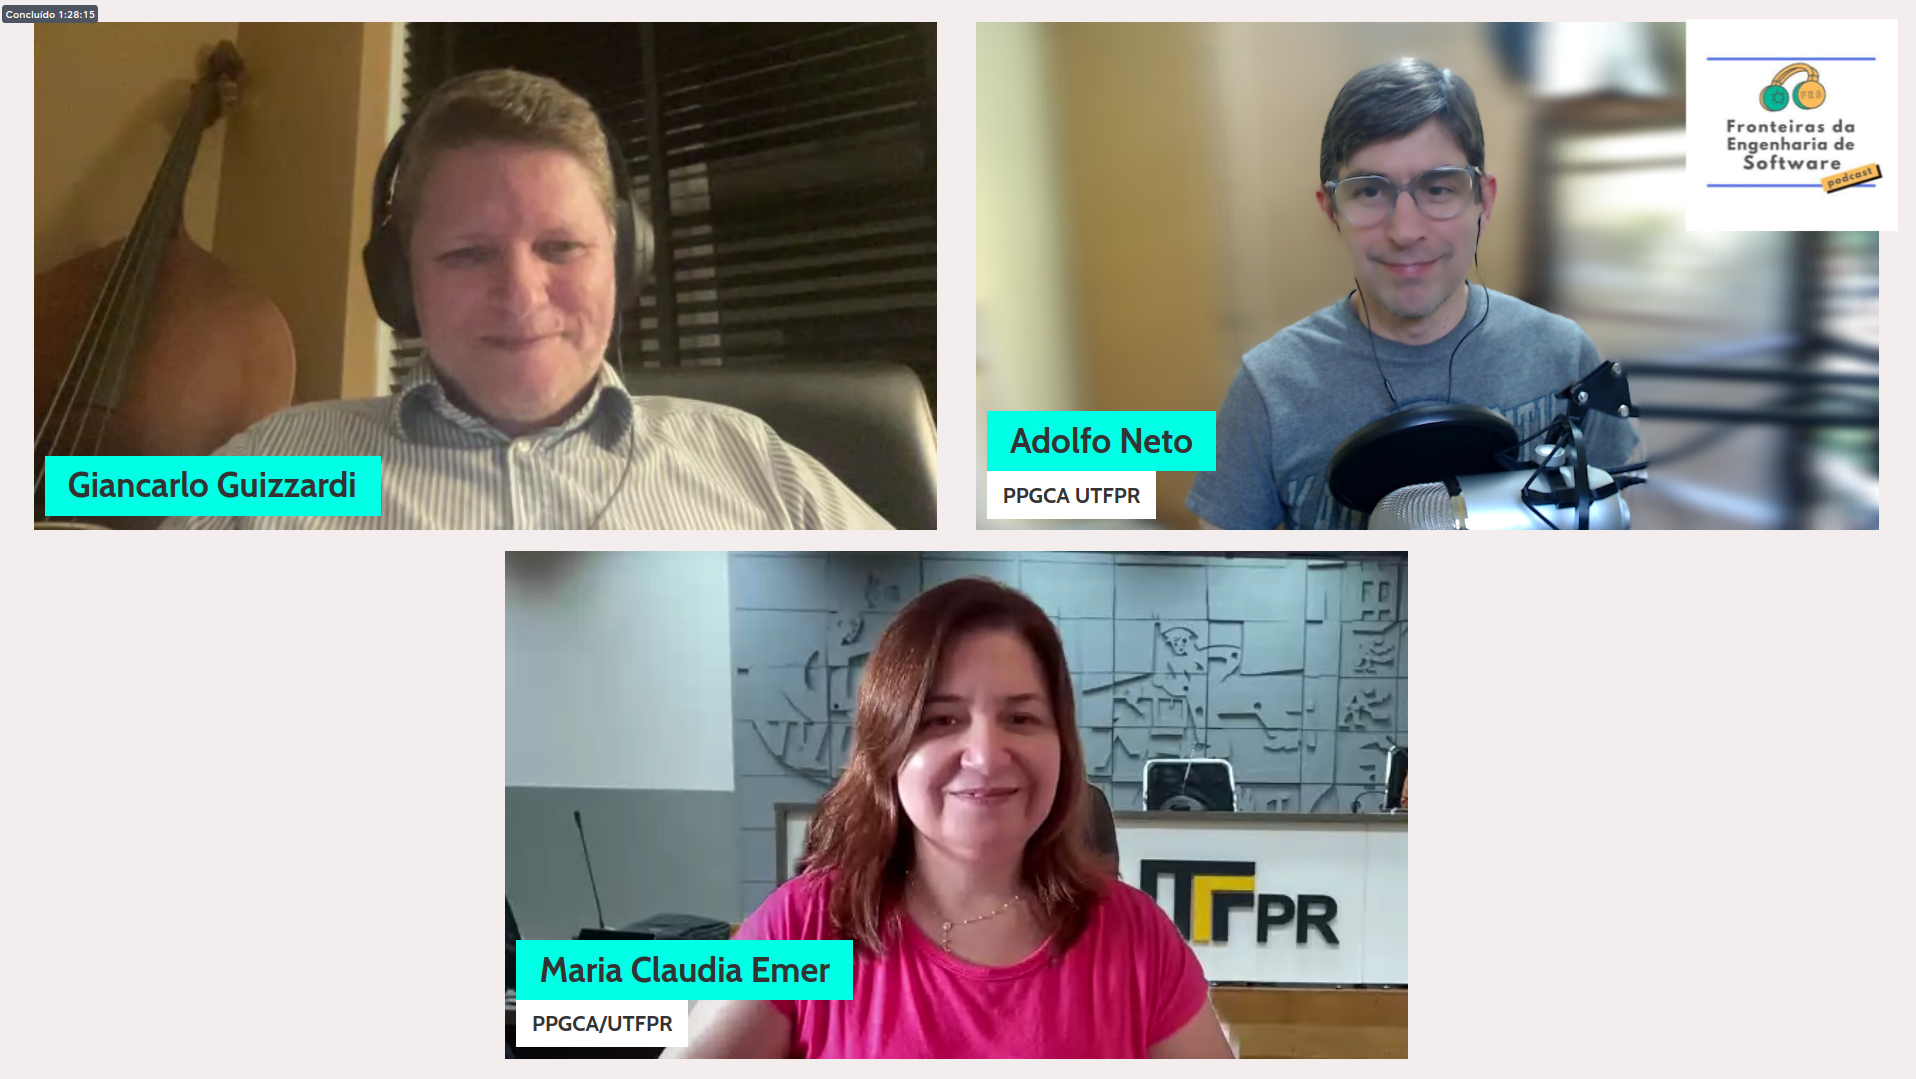 Concluído 1:28:15
Giancarlo Guizzardi
Adolfo Neto
PPGCA UTFPR
Fronteiras da
Engenharia de
Software
podcast
Maria Claudia Emer
PPGCA/UTFPR
UTFPR